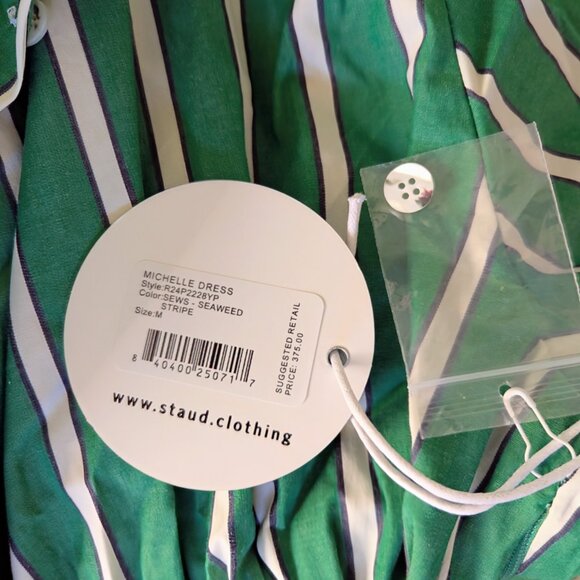 MICHELLE DRESS
Style:R24P2228YP
Color:SEWS - SEAWEED
STRIPE
Size:M
8 40400 25071 7
SUGGESTED RETAIL
PRICE: 375.00
www.staud.clothing